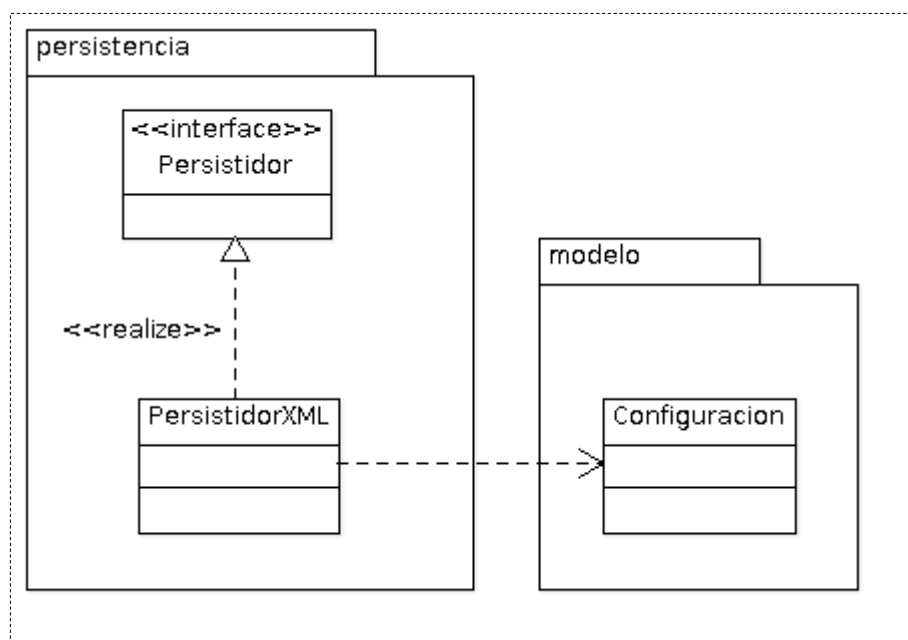 persistencia
<<interface>>
Persistidor
modelo
<<realize>>
PersistidorXML
Configuracion